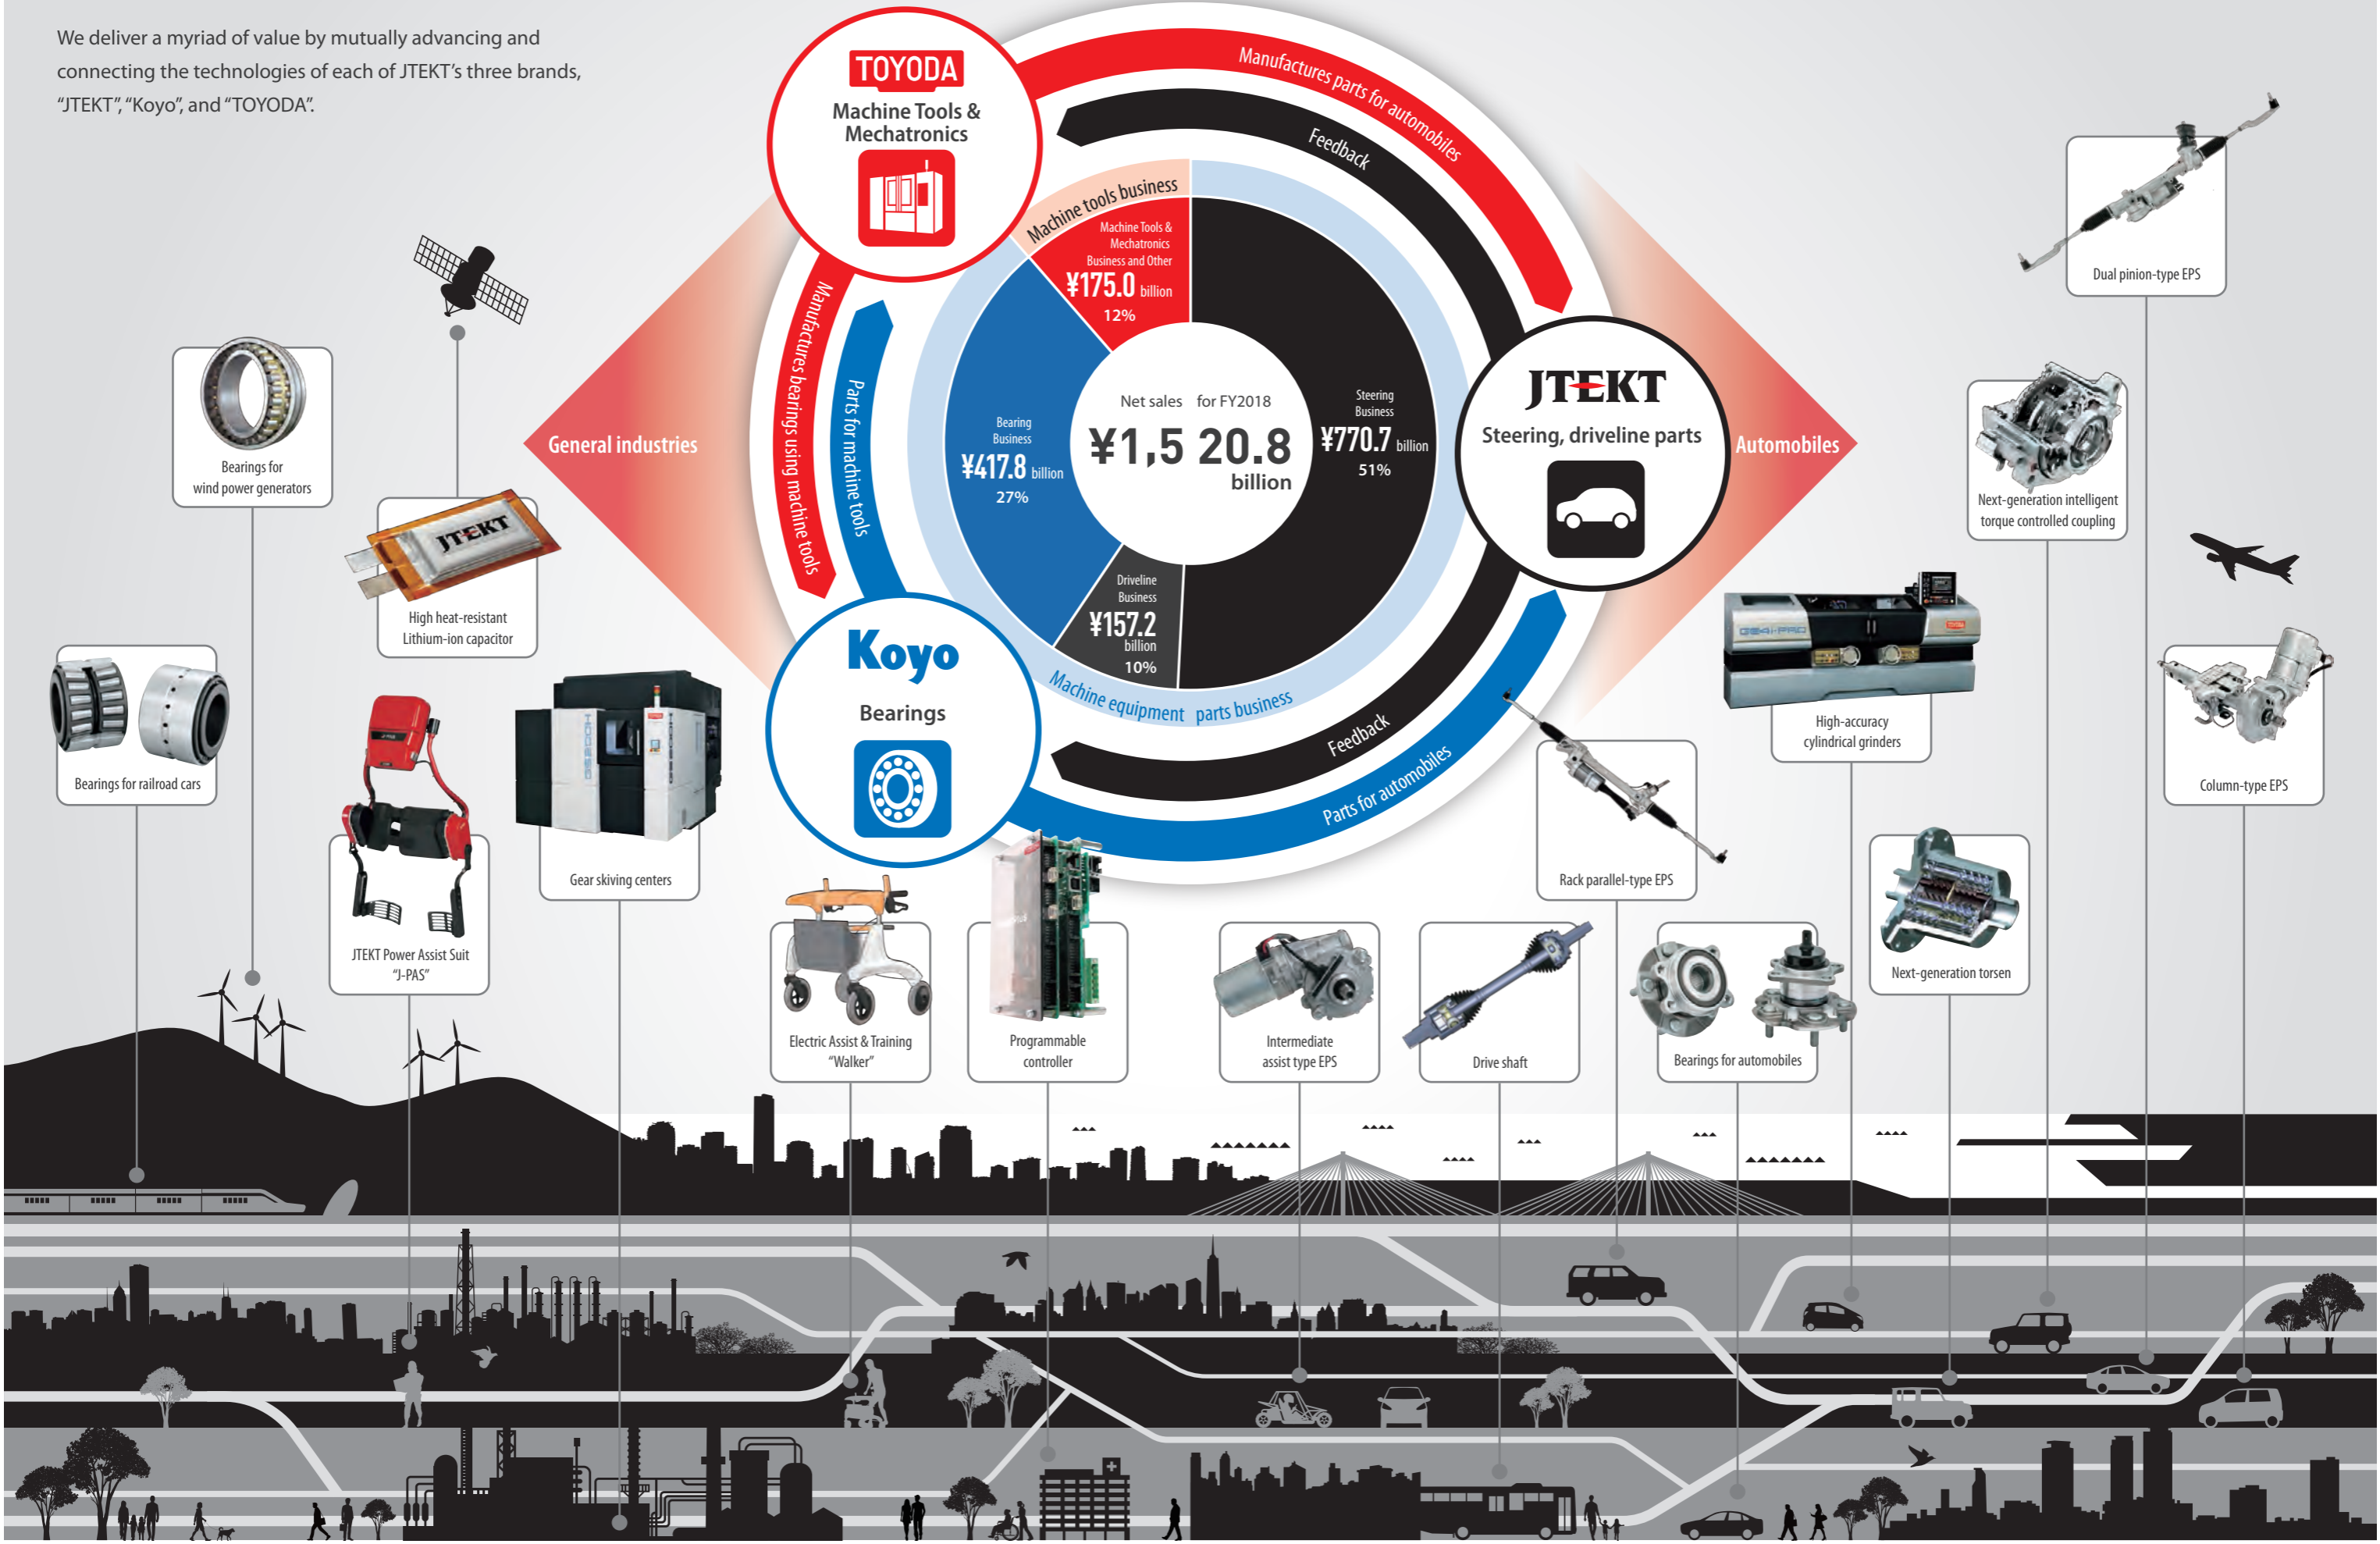 We deliver a myriad of value by mutually advancing and
connecting the technologies of each of JTEKT's three brands,
“JTEKT”, “Koyo”, and “TOYODA”.
TOYODA
Machine Tools &
Mechatronics
Manufactures parts for automobiles
Feedback
Machine tools business
Machine Tools &
Mechatronics
Business and Other
¥175.0 billion
12%
Manufactures bearings using machine tools
Parts for machine tools
General industries
Bearing
Business
¥417.8 billion
27%
Net sales for FY2018
¥1,5 20.8
billion
Steering
Business
¥770.7 billion
51%
JTEKT
Steering, driveline parts
Automobiles
Driveline
Business
¥157.2
billion
10%
Machine equipment parts business
Koyo
Bearings
Feedback
Parts for automobiles
Dual pinion-type EPS
Bearings for
wind power generators
JTEKT
High heat-resistant
Lithium-ion capacitor
Next-generation intelligent
torque controlled coupling
Bearings for railroad cars
J-PAS
JTEKT Power Assist Suit
“J-PAS”
Gear skiving centers
GE4i-PRO
TOYODA
High-accuracy
cylindrical grinders
Column-type EPS
Rack parallel-type EPS
Next-generation torsen
Electric Assist & Training
“Walker”
Programmable
controller
Intermediate
assist type EPS
Drive shaft
Bearings for automobiles